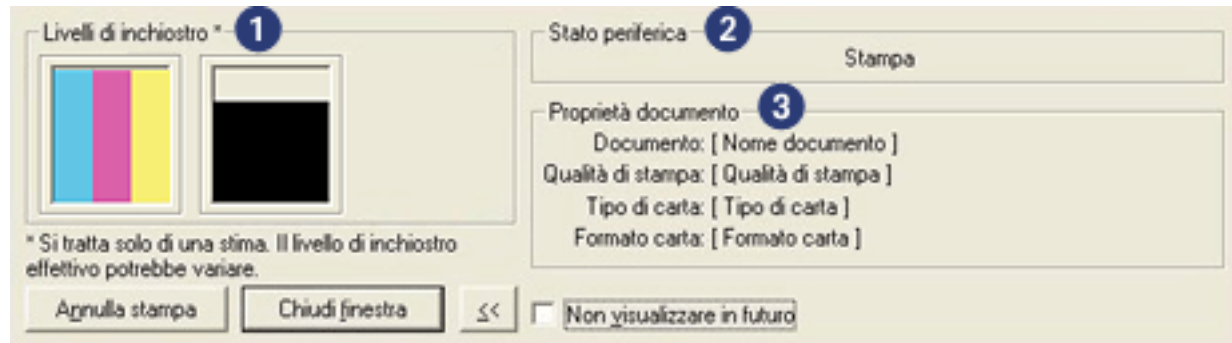 Livelli di inchiostro * 1
* Si tratta solo di una stima. Il livello di inchiostro
effettivo potrebbe variare.
Annulla stampa
Chiudi finestra
<<
Stato periferica 2
Stampa
Proprietà documento 3
Documento: [ Nome documento ]
Qualità di stampa: [ Qualità di stampa ]
Tipo di carta: [ Tipo di carta ]
Formato carta: [ Formato carta ]
Non visualizzare in futuro